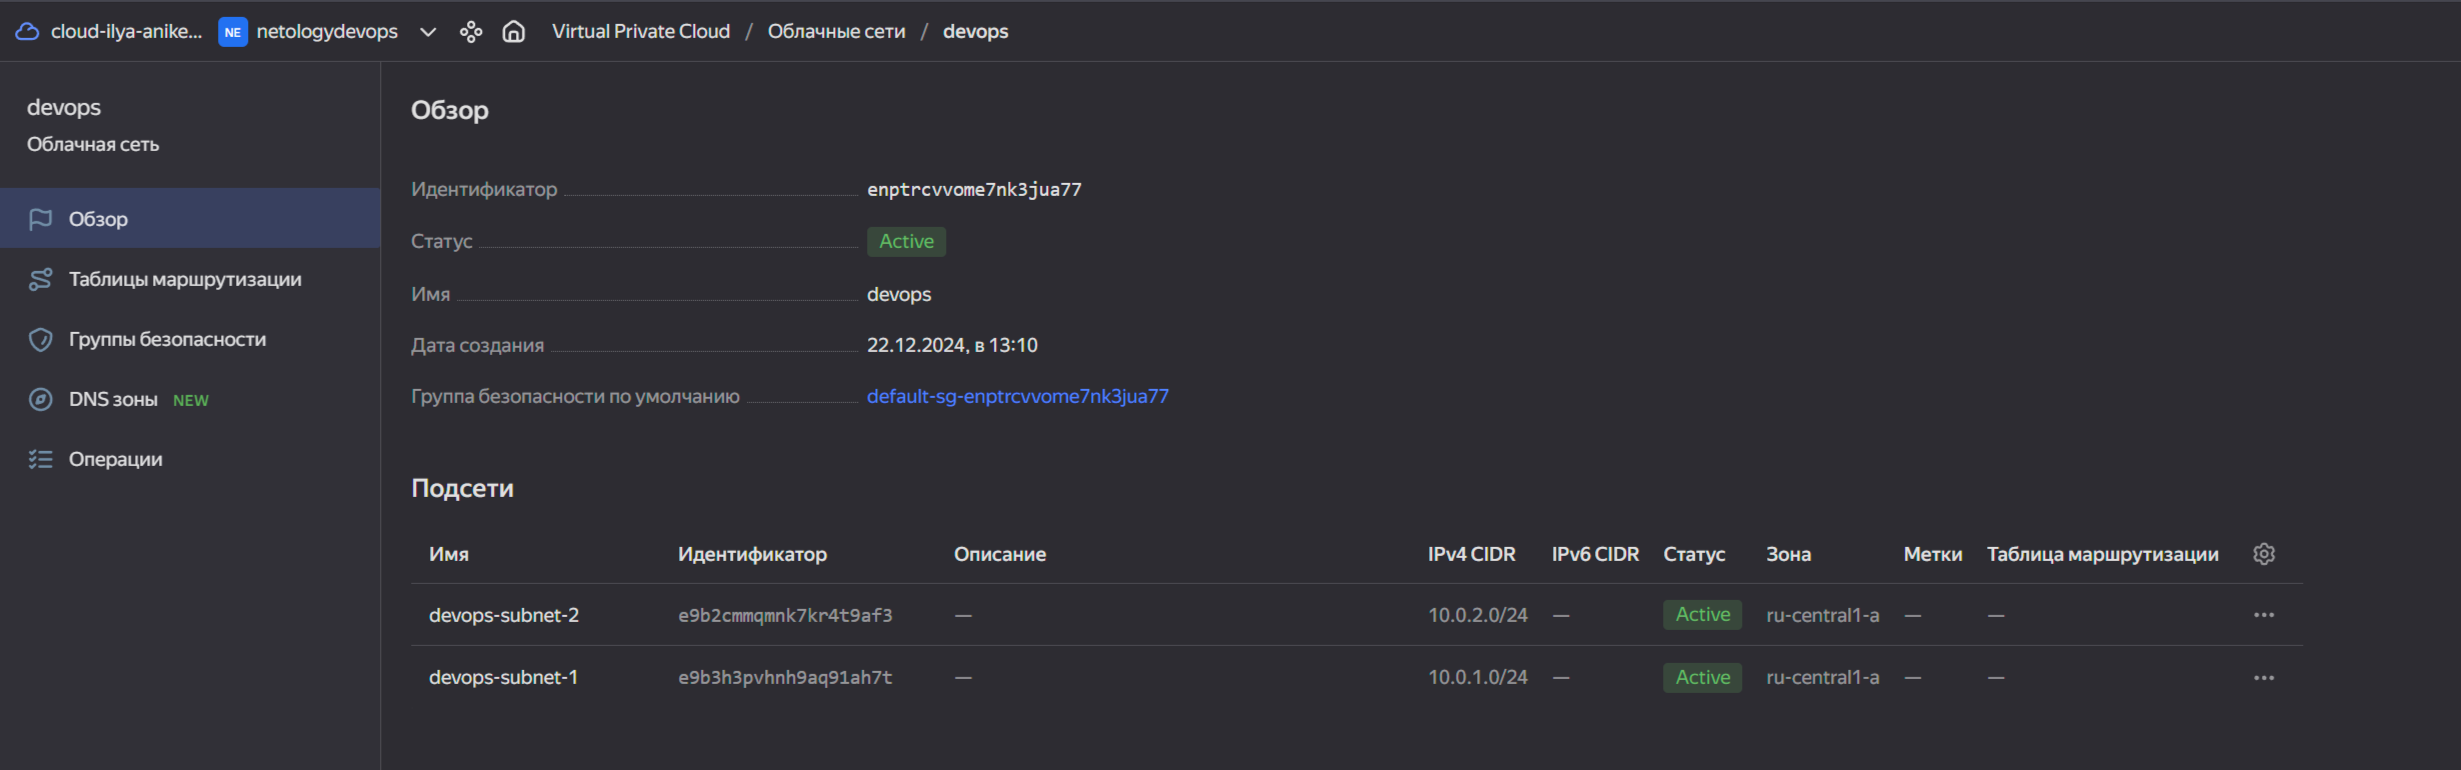 cloud-ilya-anike... NE netologydevops Virtual Private Cloud / Облачные сети / devops
devops
Облачная сеть
Обзор
Таблицы маршрутизации
Группы безопасности
DNS зоны NEW
Операции
Обзор
Идентификатор enptrcvvome7nk3jua77
Статус Active
Имя devops
Дата создания 22.12.2024, в 13:10
Группа безопасности по умолчанию default-sg-enptrcvvome7nk3jua77
Подсети
Имя Идентификатор Описание IPv4 CIDR IPv6 CIDR Статус Зона Метки Таблица маршрутизации
devops-subnet-2 e9b2cmmqmnk7kr4t9af3 — 10.0.2.0/24 — Active ru-central1-a — —
devops-subnet-1 e9b3h3pvhnh9aq91ah7t — 10.0.1.0/24 — Active ru-central1-a — —